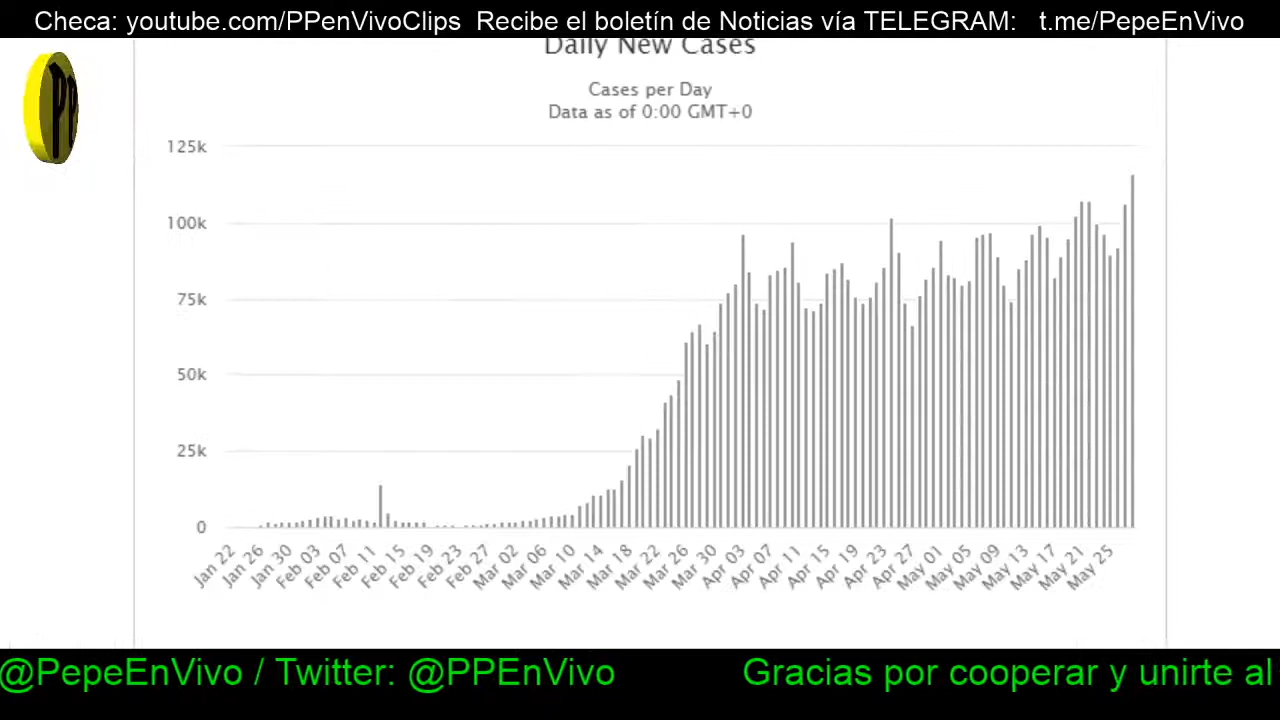 Checa: youtube.com/PPenVivoClips Recibe el boletín de Noticias vía TELEGRAM: t.me/PepeEnVivo
PP
Daily New Cases
Cases per Day
Data as of 0:00 GMT+0
125k
100k
75k
50k
25k
0
Jan 22 Jan 26 Jan 30 Feb 03 Feb 07 Feb 11 Feb 15 Feb 19 Feb 23 Feb 27 Mar 02 Mar 06 Mar 10 Mar 14 Mar 18 Mar 22 Mar 26 Mar 30 Apr 03 Apr 07 Apr 11 Apr 15 Apr 19 Apr 23 Apr 27 May 01 May 05 May 09 May 13 May 17 May 21 May 25
@PepeEnVivo / Twitter: @PPEnVivo Gracias por cooperar y unirte al